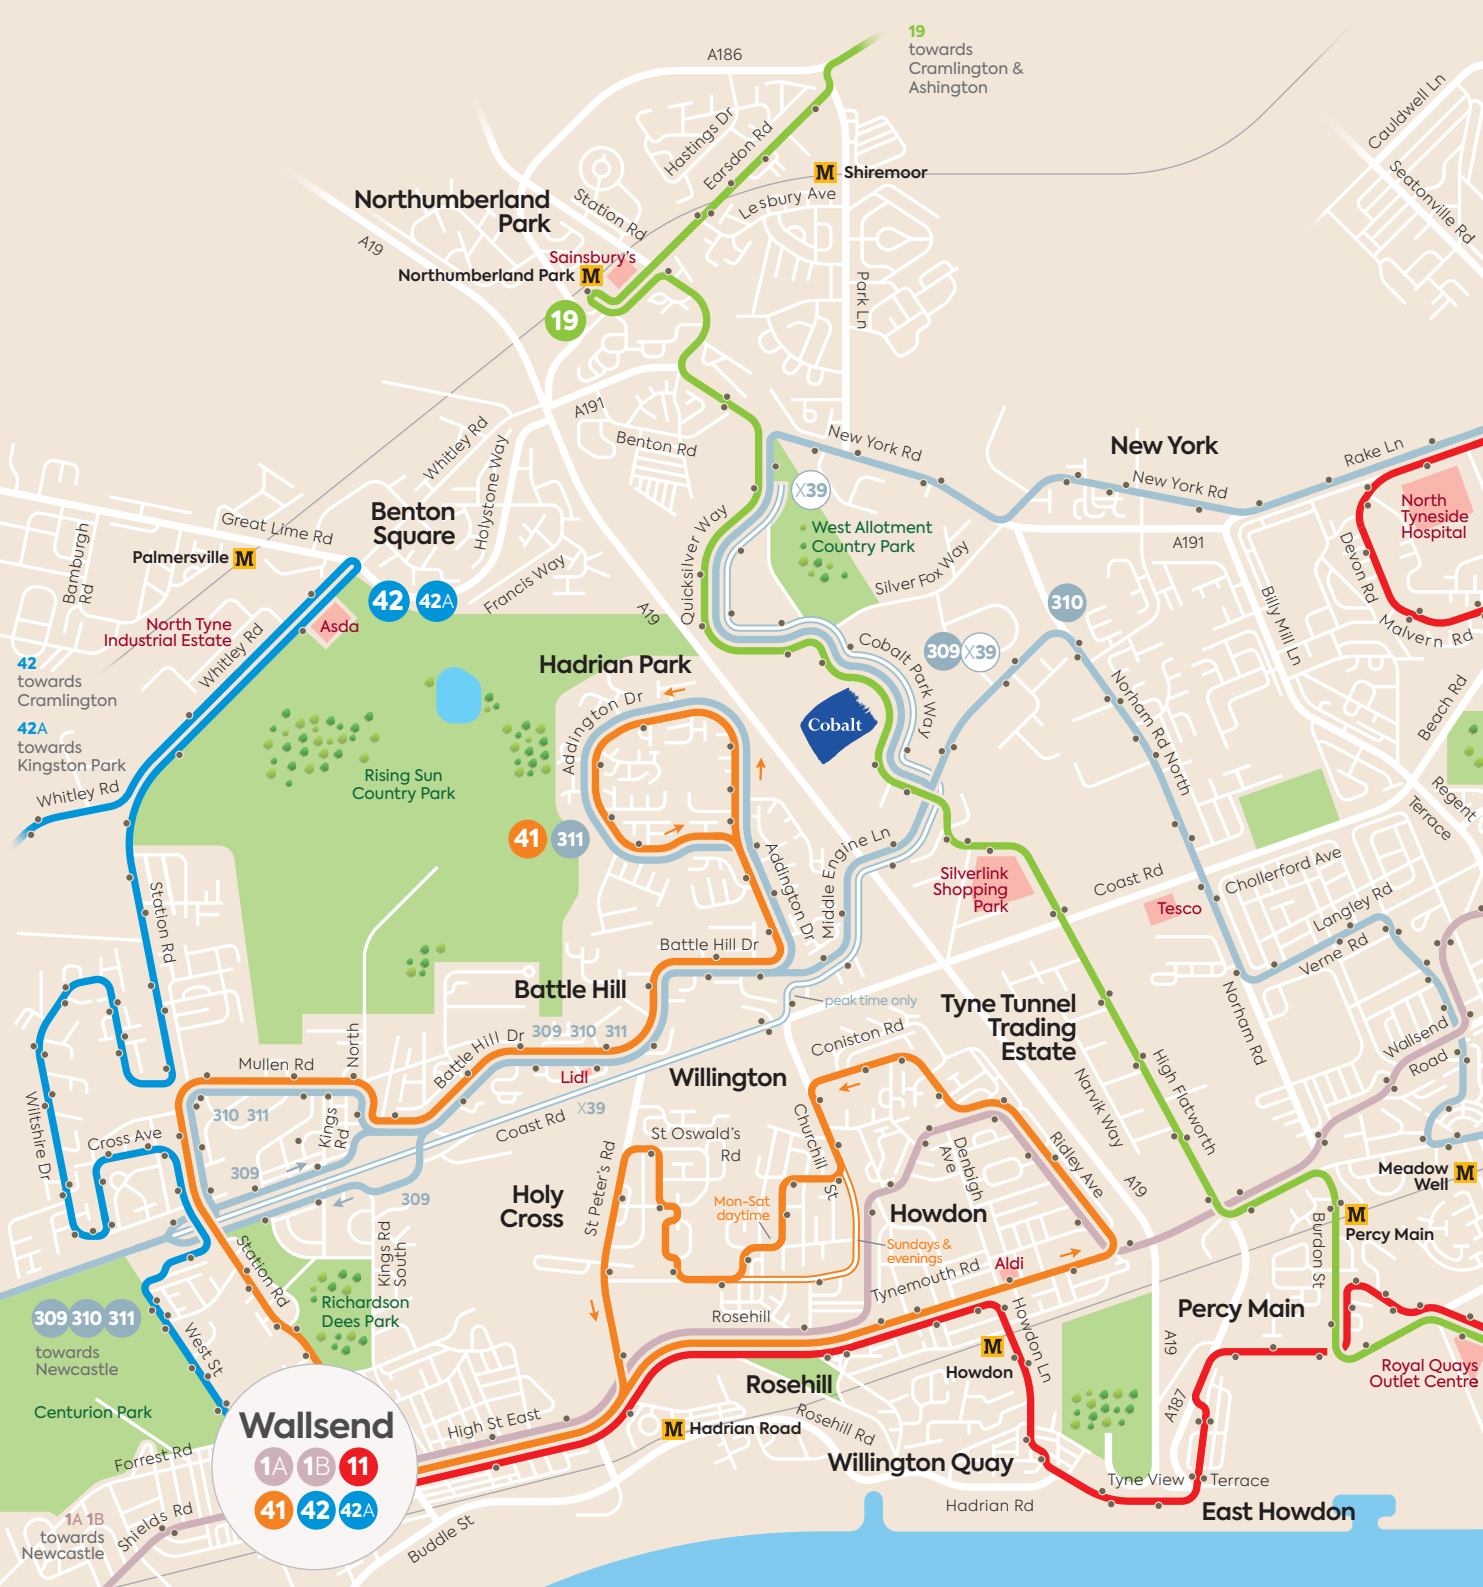 19
towards
Cramlington &
Ashington
A186
Hastings Dr
Earsdon Rd
Cauldwell Ln
Seatonville Rd
M Shiremoor
Lesbury Ave
Northumberland
Park
Station Rd
A19
Sainsbury's
Northumberland Park M
19
Park Ln
A191
Whitley Rd
Benton Rd
Holystone Way
New York Rd
New York
Rake Ln
New York Rd
X39
North
Tyneside
Hospital
Benton
Square
Great Lime Rd
Palmersville M
Bamburgh
Rd
Quicksilver Way
West Allotment
Country Park
Silver Fox Way
A191
Devon Rd
Francis Way
42 42A
A19
310
Billy Mill Ln
Malvern Rd
North Tyne
Industrial Estate
Asda
Whitley Rd
42
towards
Cramlington
42A
towards
Kingston Park
Hadrian Park
309 X39
Cobalt Park Way
Cobalt
Addington Dr
Norham Rd North
Beach Rd
Rising Sun
Country Park
Whitley Rd
Regent
Terrace
41 311
Addington Dr
Middle Engine Ln
Silverlink
Shopping
Park
Coast Rd
Chollerford Ave
Tesco
Langley Rd
Verne Rd
Station Rd
Battle Hill Dr
Battle Hill
peak time only
Tyne Tunnel
Trading
Estate
Norham Rd
Wallsend
Road
Battle Hill Dr
309 310 311
North
Mullen Rd
Coniston Rd
Lidl
Willington
Narvik Way
High Flatworth
Wiltshire Dr
310 311
Kings
Rd
X39
Coast Rd
Cross Ave
St Oswald's
Rd
Churchill
St
Denbigh
Ave
Ridley Ave
A19
309
309
Holy
Cross
St Peter's Rd
Mon-Sat
daytime
Howdon
Meadow
Well M
M
Percy Main
Sundays &
evenings
Station Rd
Kings Rd
South
Tynemouth Rd
Aldi
Burdon St
309 310 311
towards
Newcastle
Richardson
Dees Park
Rosehill
Howdon Ln
Percy Main
A19
West St
M
Howdon
Royal Quays
Outlet Centre
Rosehill
Centurion Park
Wallsend
1A 1B 11
41 42 42A
High St East
M Hadrian Road
Rosehill Rd
A187
Forrest Rd
Willington Quay
Tyne View
Terrace
Hadrian Rd
East Howdon
1A 1B
towards
Newcastle
Shields Rd
Buddle St